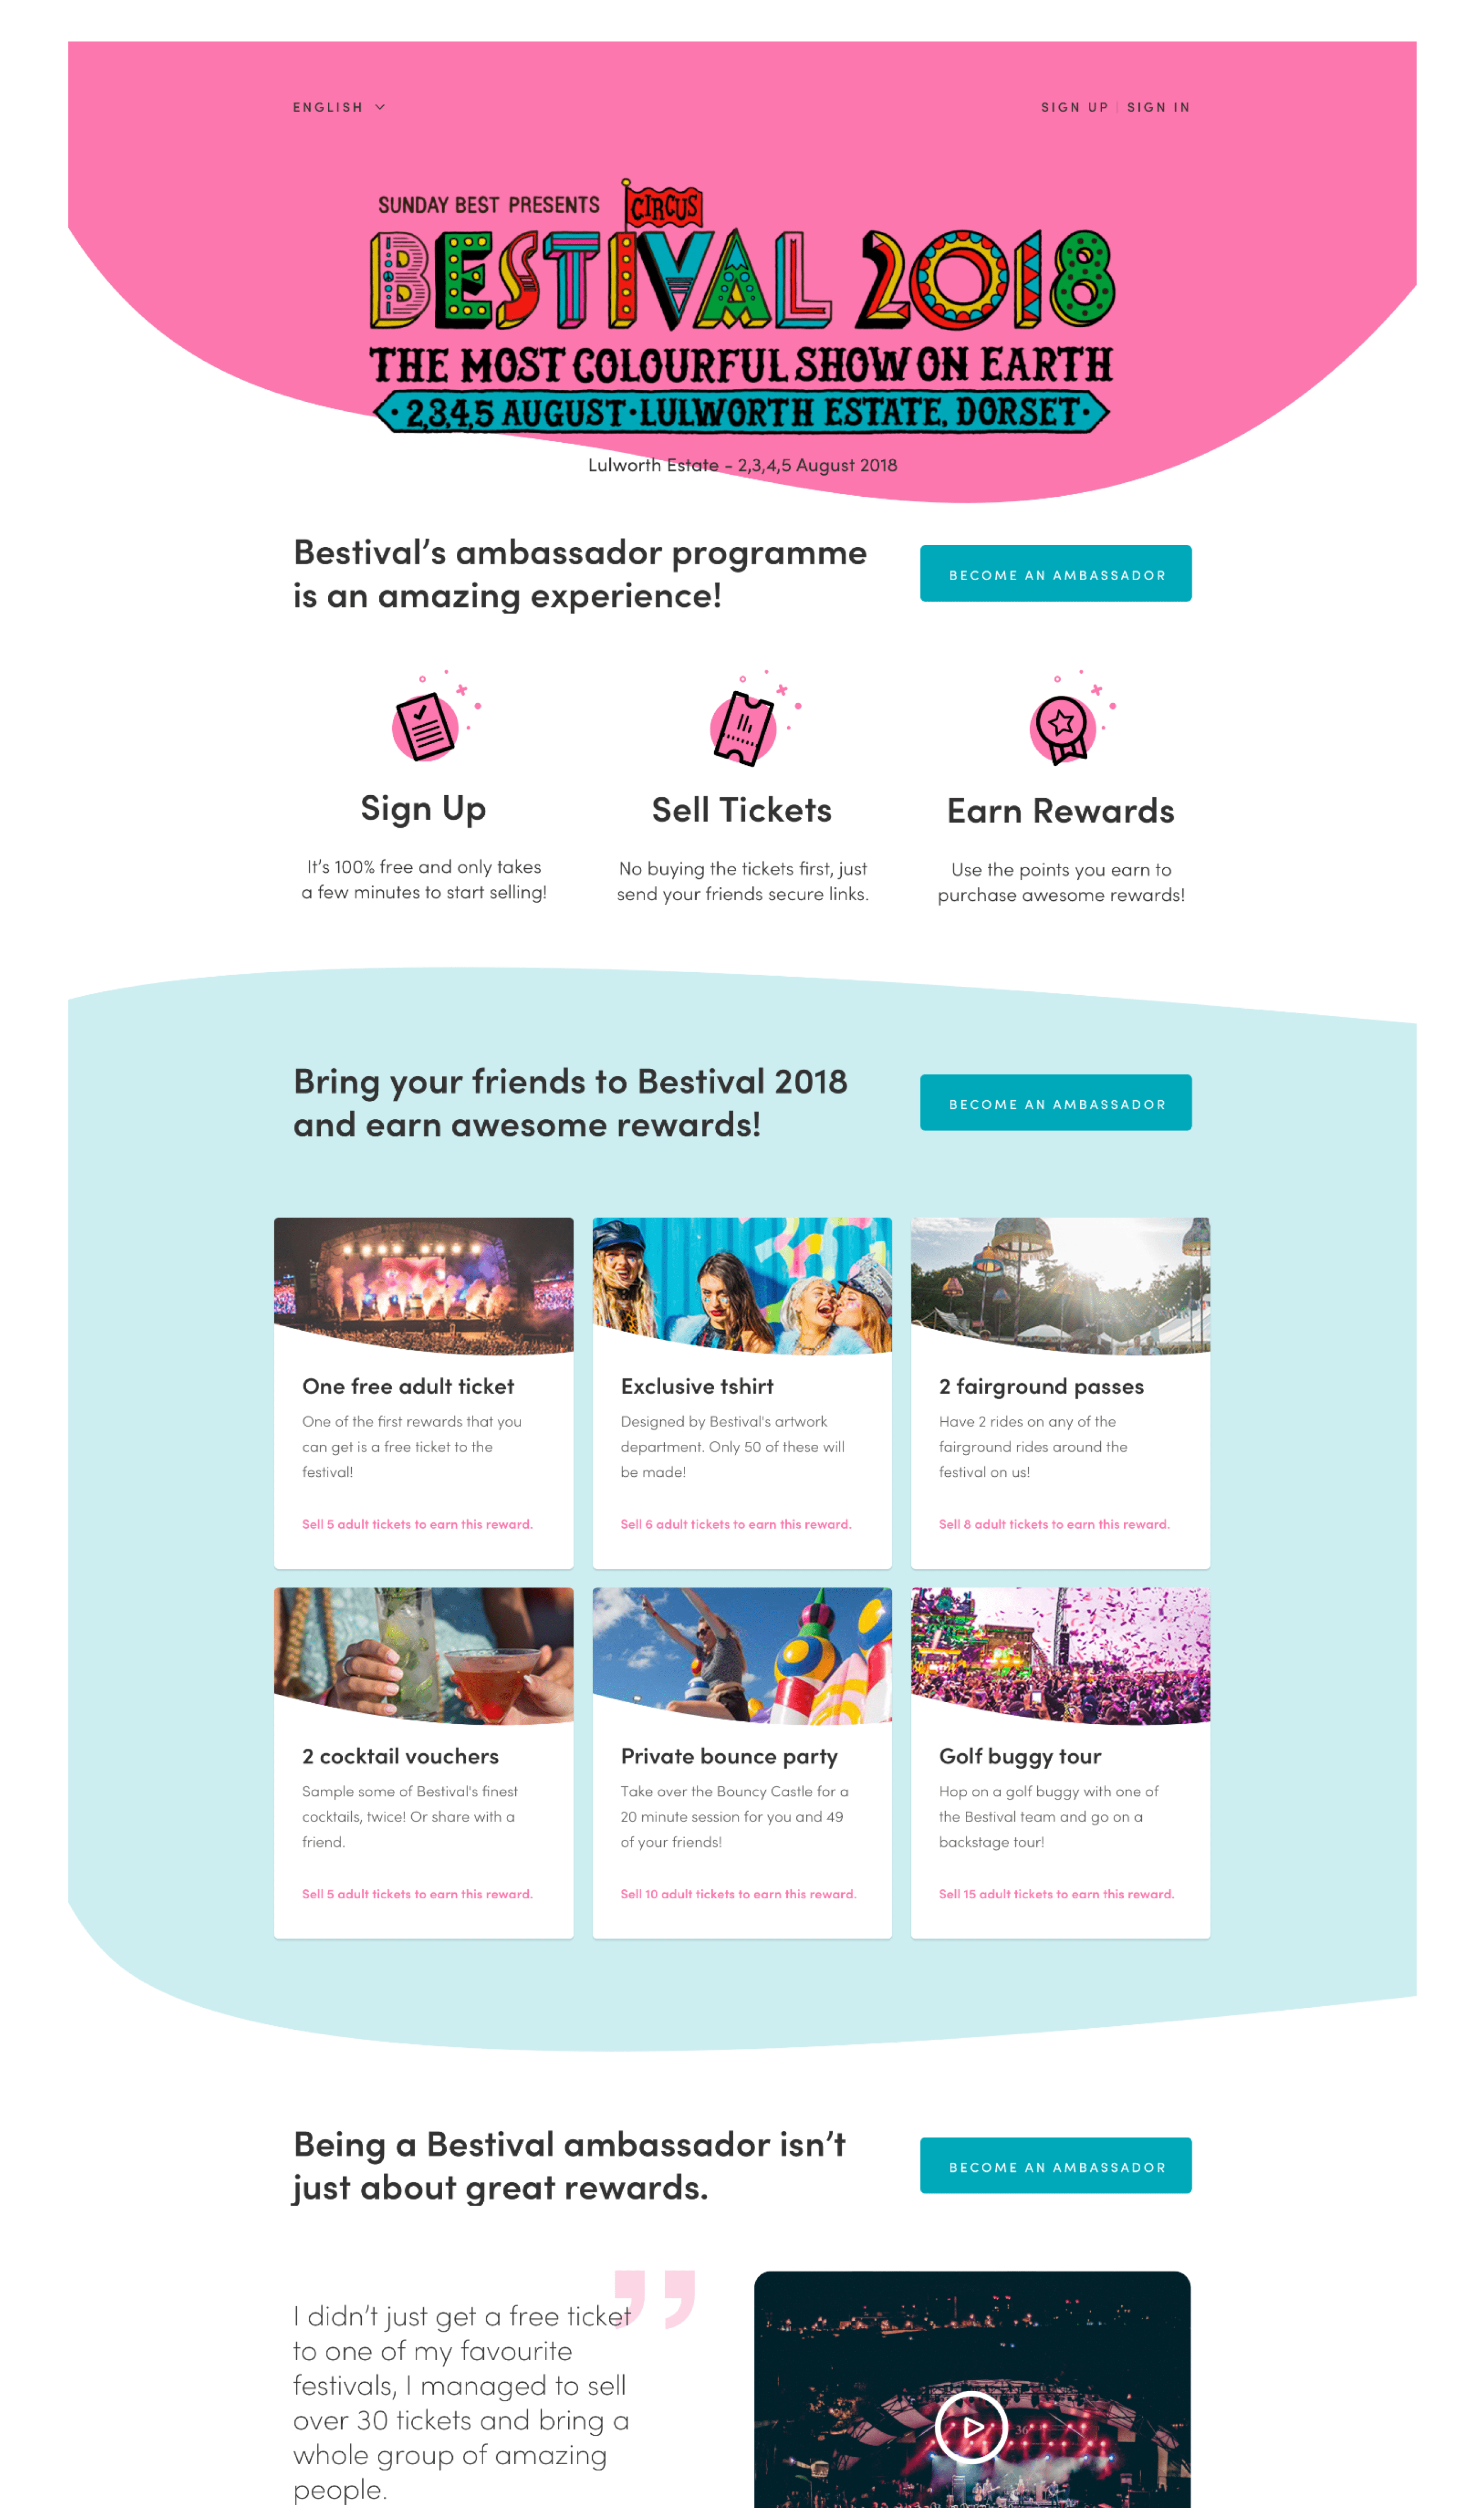 ENGLISH
SIGN UP | SIGN IN
SUNDAY BEST PRESENTS
CIRCUS
BESTIVAL 2018
THE MOST COLOURFUL SHOW ON EARTH
· 2,3,4,5 AUGUST · LULWORTH ESTATE, DORSET ·
Lulworth Estate – 2,3,4,5 August 2018
Bestival’s ambassador programme
is an amazing experience!
BECOME AN AMBASSADOR
Sign Up
It’s 100% free and only takes
a few minutes to start selling!
Sell Tickets
No buying the tickets first, just
send your friends secure links.
Earn Rewards
Use the points you earn to
purchase awesome rewards!
Bring your friends to Bestival 2018
and earn awesome rewards!
BECOME AN AMBASSADOR
One free adult ticket
One of the first rewards that you
can get is a free ticket to the
festival!
Sell 5 adult tickets to earn this reward.
Exclusive tshirt
Designed by Bestival's artwork
department. Only 50 of these will
be made!
Sell 6 adult tickets to earn this reward.
2 fairground passes
Have 2 rides on any of the
fairground rides around the
festival on us!
Sell 8 adult tickets to earn this reward.
2 cocktail vouchers
Sample some of Bestival's finest
cocktails, twice! Or share with a
friend.
Sell 5 adult tickets to earn this reward.
Private bounce party
Take over the Bouncy Castle for a
20 minute session for you and 49
of your friends!
Sell 10 adult tickets to earn this reward.
Golf buggy tour
Hop on a golf buggy with one of
the Bestival team and go on a
backstage tour!
Sell 15 adult tickets to earn this reward.
Being a Bestival ambassador isn’t
just about great rewards.
BECOME AN AMBASSADOR
I didn’t just get a free ticket
to one of my favourite
festivals, I managed to sell
over 30 tickets and bring a
whole group of amazing
people.
”